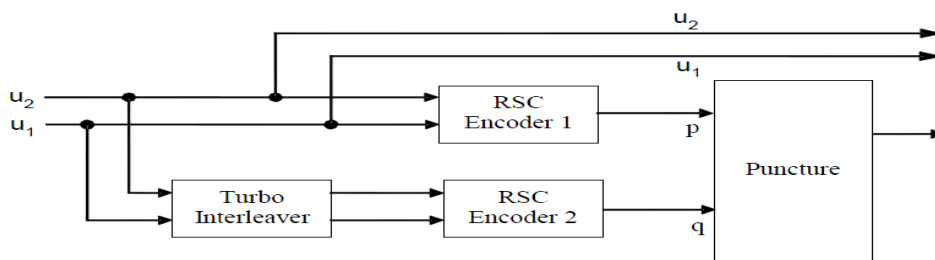 u2
u1
u2
u1
RSC
Encoder 1
p
Puncture
Turbo
Interleaver
RSC
Encoder 2
q